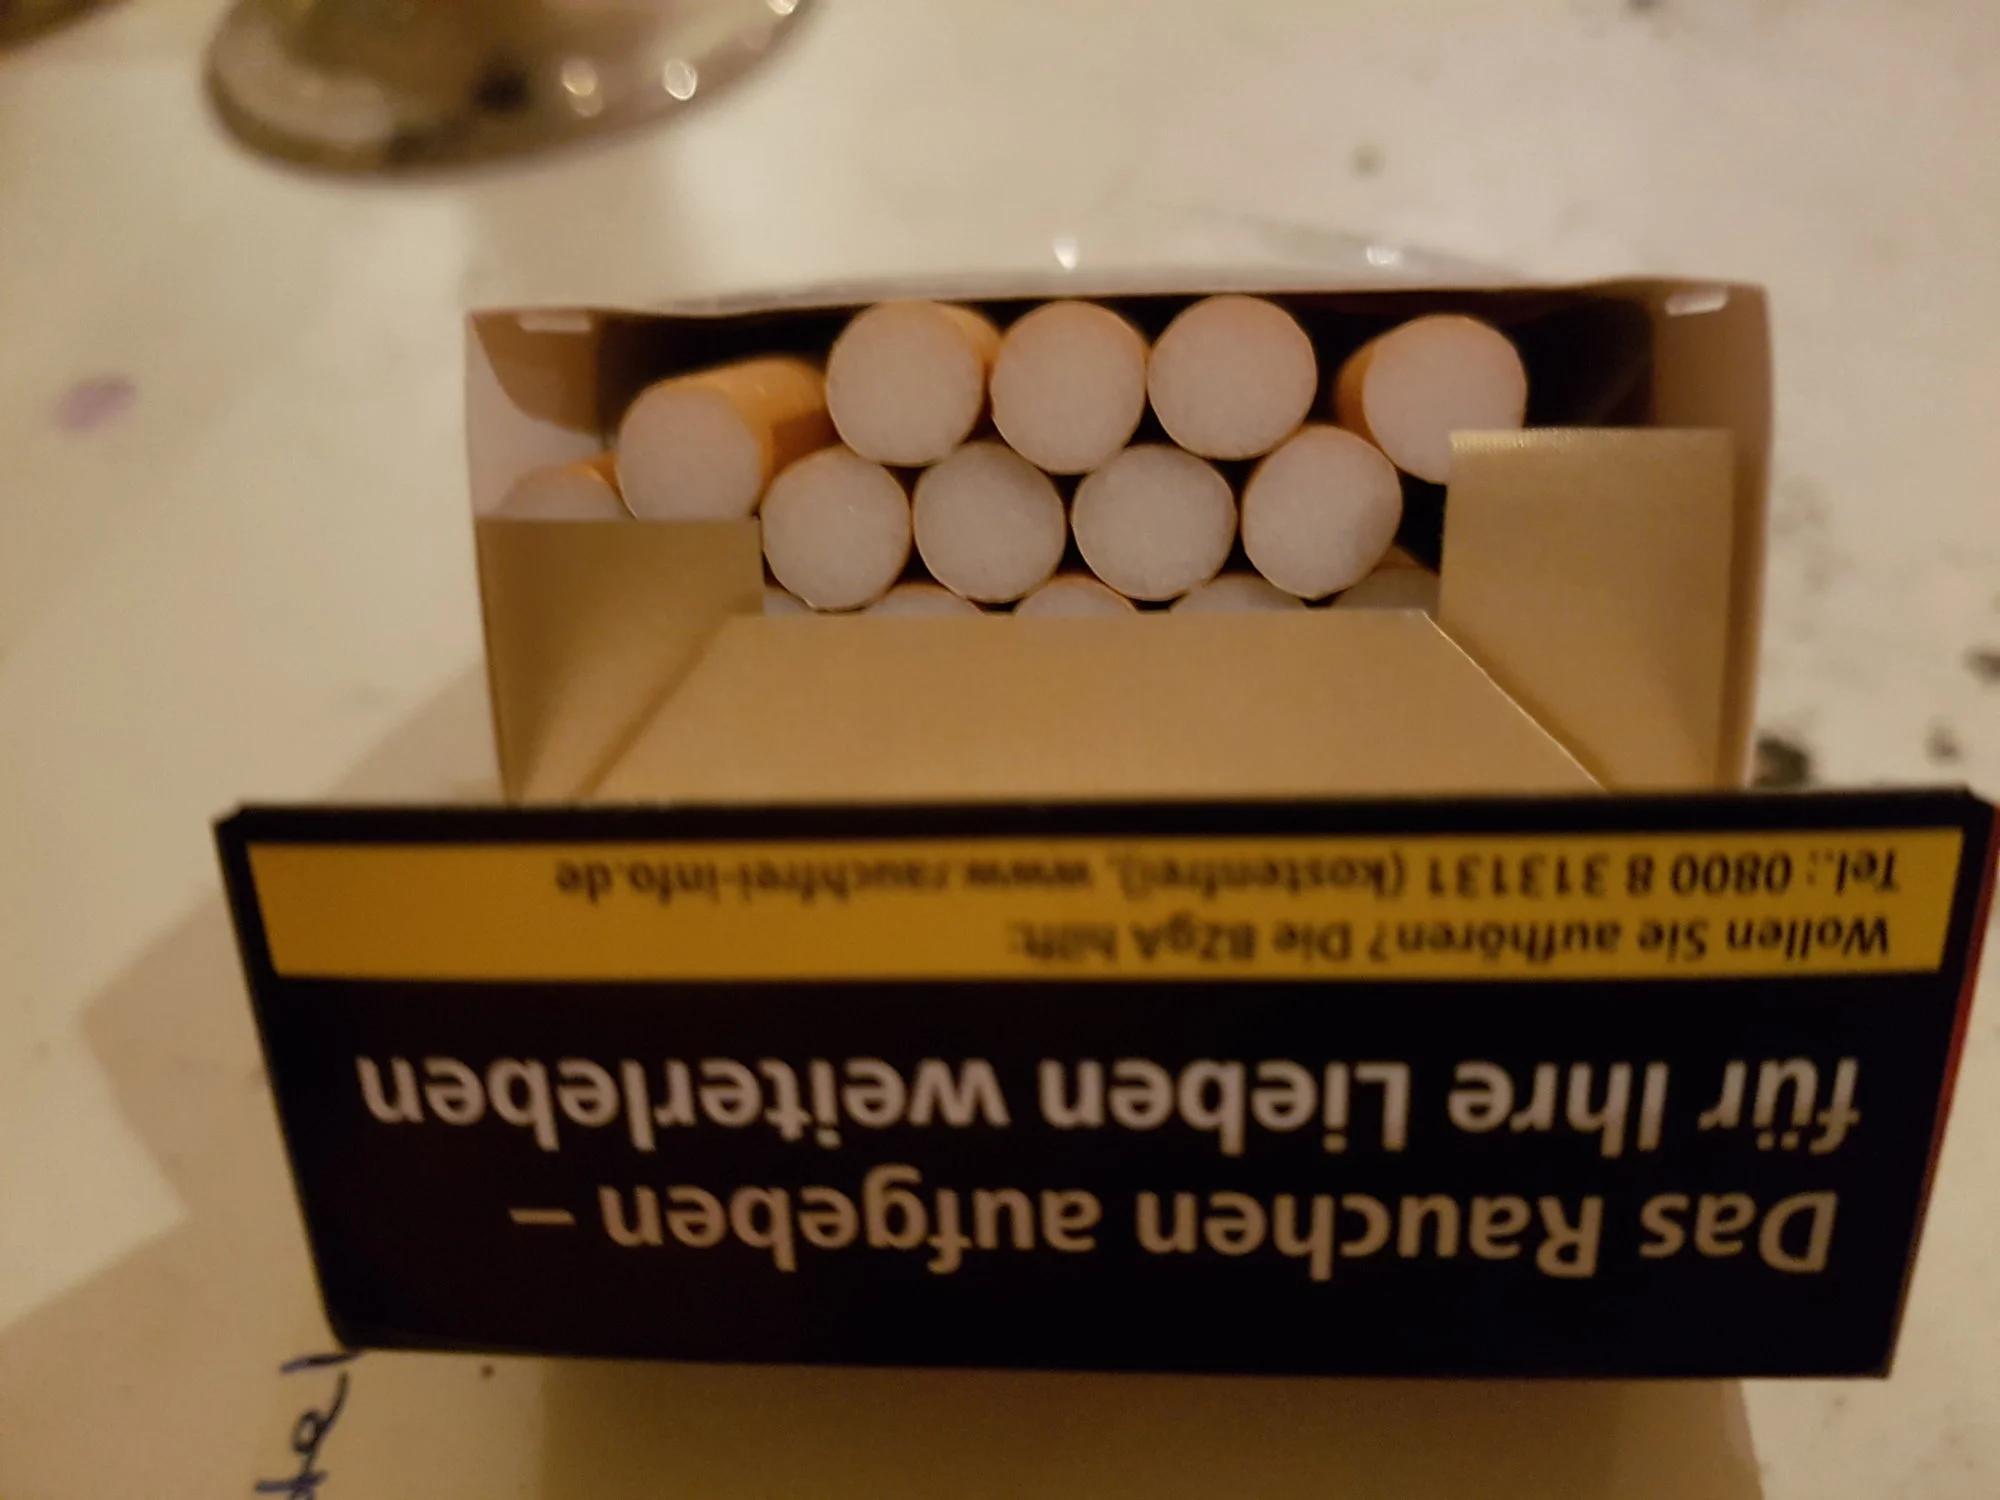 Das Rauchen aufgeben –
für Ihre Lieben weiterleben
Wollen Sie aufhören? Die BZgA hilft:
Tel.: 0800 8 313131 (kostenfrei), www.rauchfrei-info.de